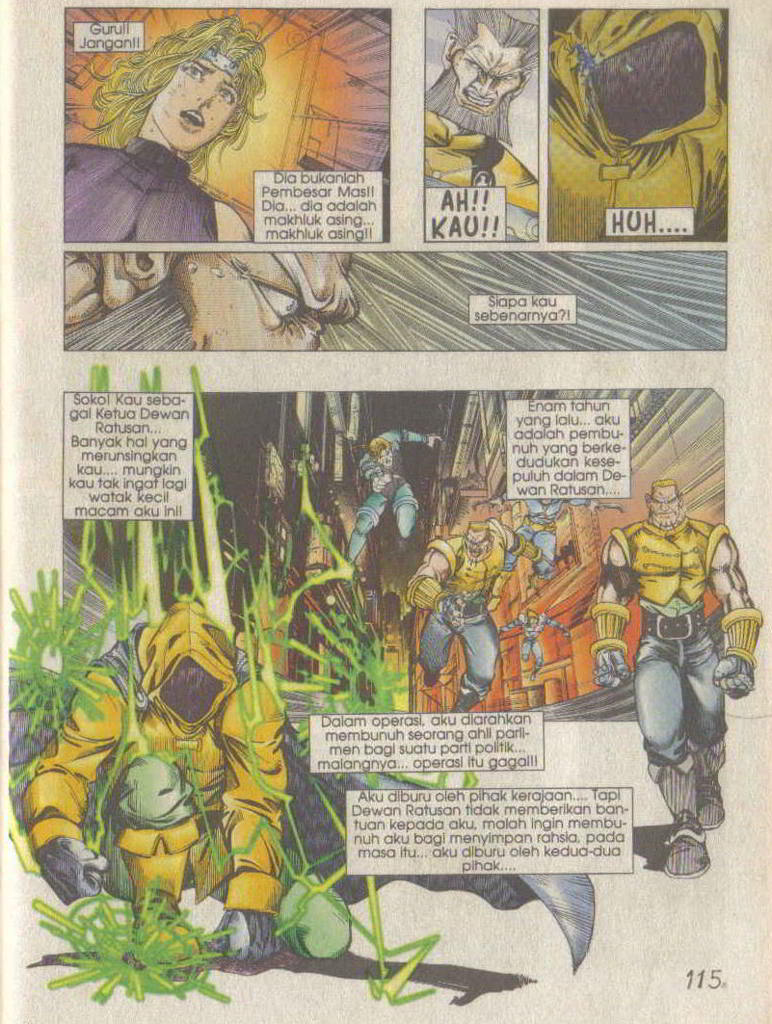 Guru!!
Jangan!!
Dia bukanlah
Pembesar Mas!!
Dia... dia adalah
makhluk asing...
makhluk asing!!
AH!!
KAU!!
HUH....
Siapa kau
sebenarnya?!
Soko! Kau seba-
gai Ketua Dewan
Ratusan...
Banyak hal yang
merunsingkan
kau.... mungkin
kau tak ingat lagi
watak kecil
macam aku ini!
Enam tahun
yang lalu... aku
adalah pembu-
nuh yang berke-
dudukan kese-
puluh dalam De-
wan Ratusan....
Dalam operasi, aku diarahkan
membunuh seorang ahli parli-
men bagi suatu parti politik...
malangnya... operasi itu gagal!!
Aku diburu oleh pihak kerajaan.... Tapi
Dewan Ratusan tidak memberikan ban-
tuan kepada aku, malah ingin membu-
nuh aku bagi menyimpan rahsia, pada
masa itu... aku diburu oleh kedua-dua
pihak....
115.